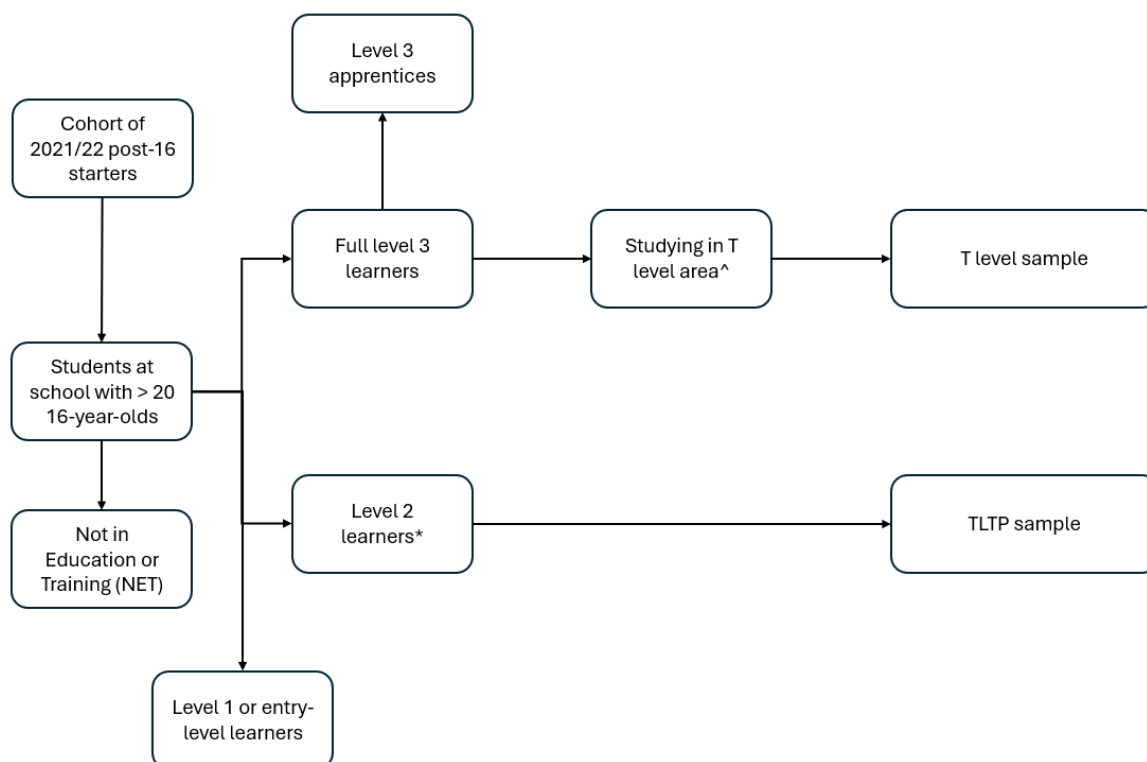 Level 3
apprentices
Cohort of
2021/22 post-16
starters
Full level 3
learners
Studying in T
level area^
T level sample
Students at
school with > 20
16-year-olds
Level 2
learners*
TLTP sample
Not in
Education or
Training (NET)
Level 1 or entry-
level learners